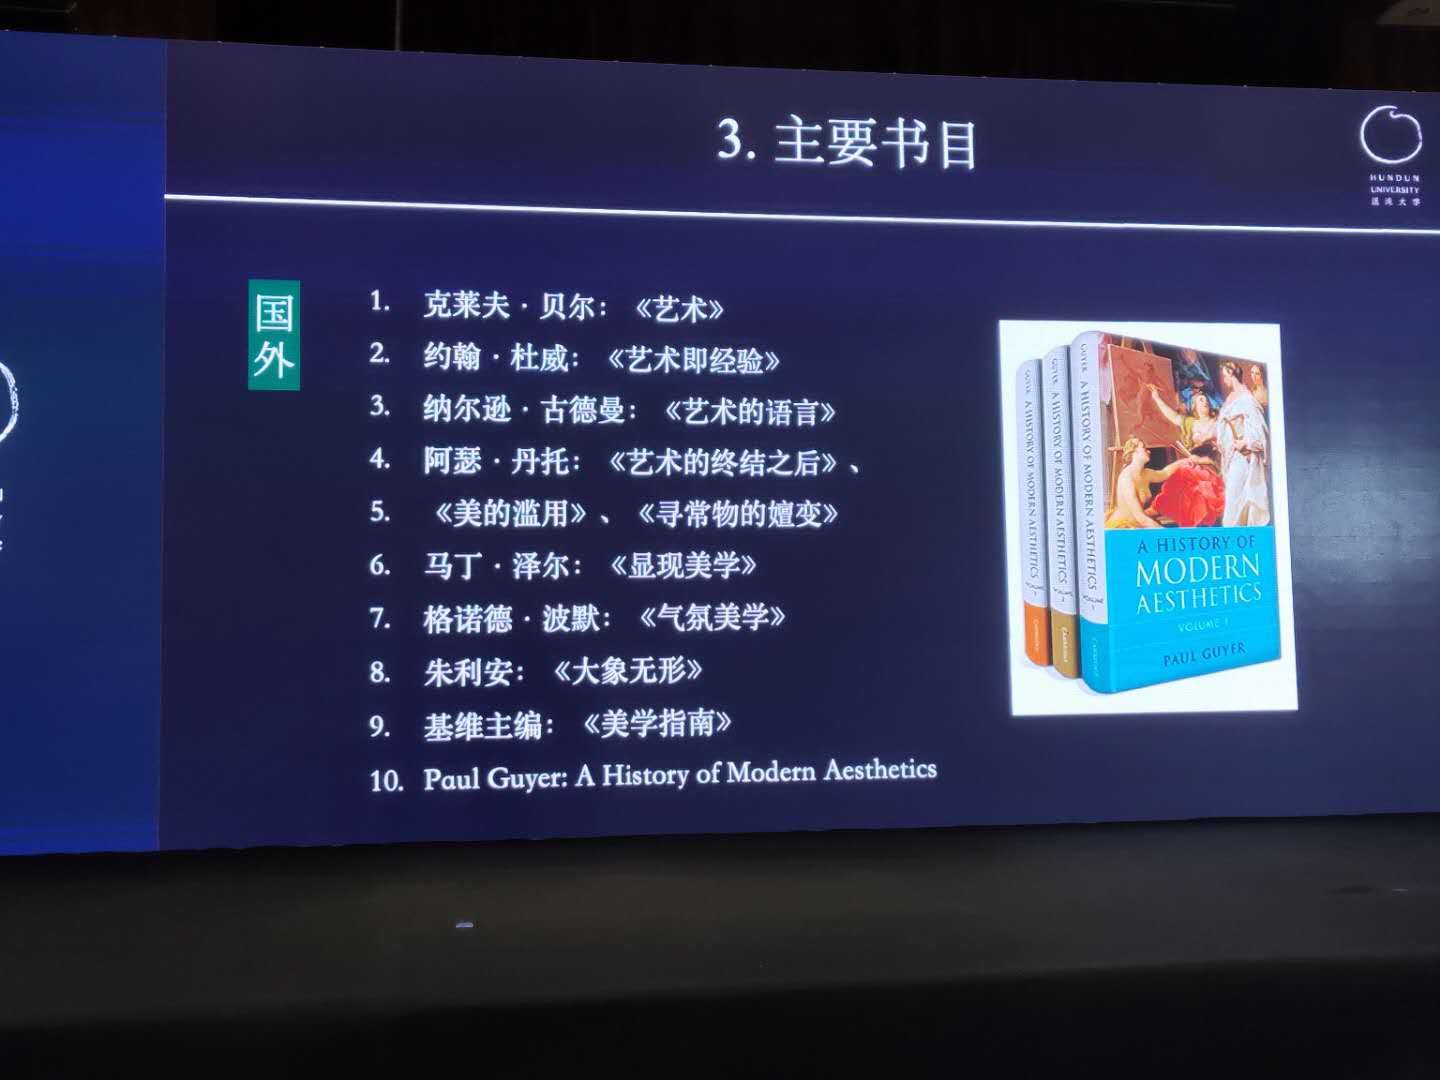 3. 主要书目
HUNDUN
UNIVERSITY
混沌大学
国外
1. 克莱夫·贝尔：《艺术》
2. 约翰·杜威：《艺术即经验》
3. 纳尔逊·古德曼：《艺术的语言》
4. 阿瑟·丹托：《艺术的终结之后》、
5. 《美的滥用》、《寻常物的嬗变》
6. 马丁·泽尔：《显现美学》
7. 格诺德·波默：《气氛美学》
8. 朱利安：《大象无形》
9. 基维主编：《美学指南》
10. Paul Guyer: A History of Modern Aesthetics
GUYER A HISTORY OF MODERN AESTHETICS VOLUME
GUYER A HISTORY OF MODERN AESTHETICS VOLUME
GUYER A HISTORY OF MODERN AESTHETICS VOLUME 1
A HISTORY OF
MODERN
AESTHETICS
VOLUME 1
PAUL GUYER